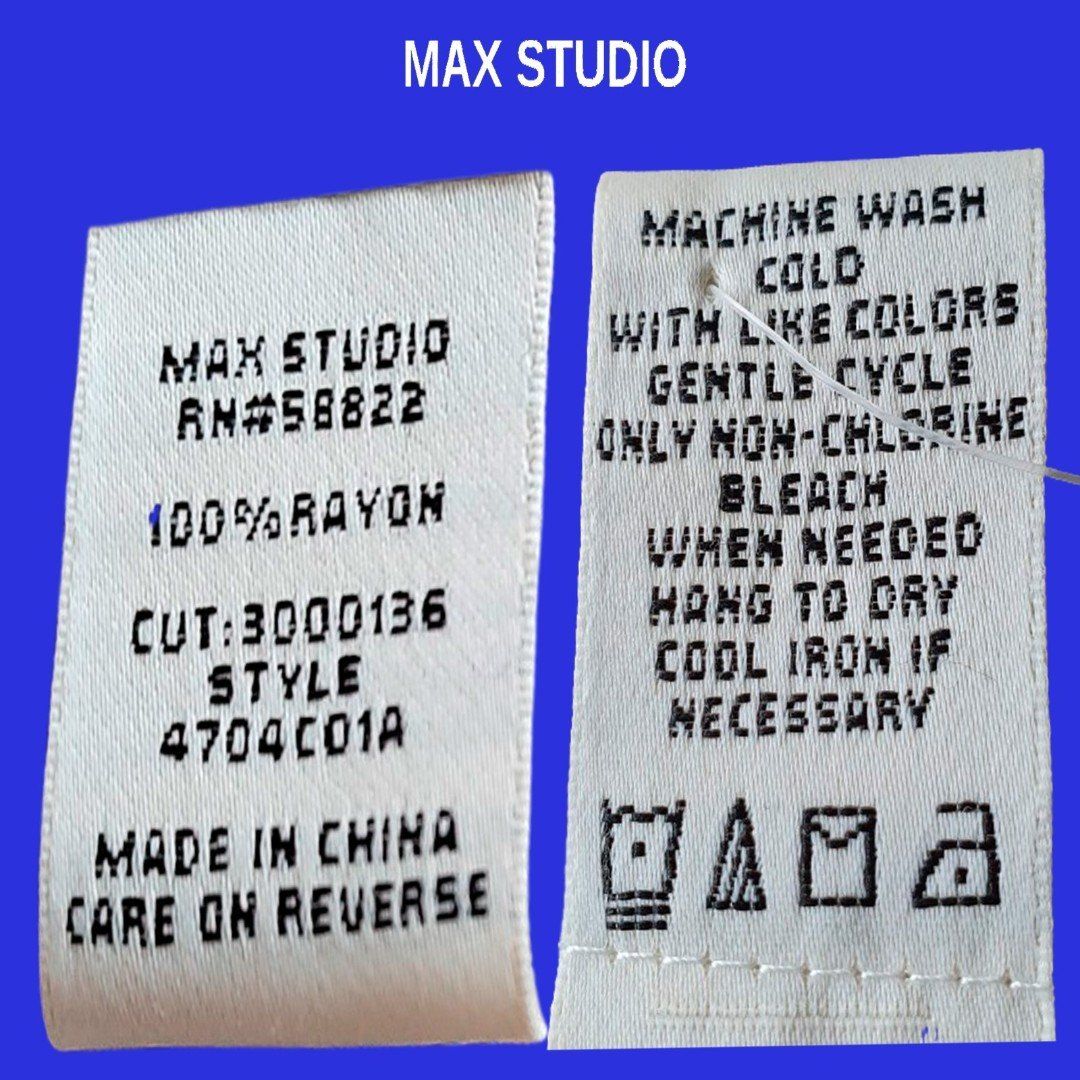 MAX STUDIO
MAX STUDIO
RN#58822
100%RAYON
CUT:3000136
STYLE
4704C01A
MADE IN CHINA
CARE ON REVERSE
MACHINE WASH
COLD
WITH LIKE COLORS
GENTLE CYCLE
ONLY NON-CHLORINE
BLEACH
WHEN NEEDED
HANG TO DRY
COOL IRON IF
NECESSARY